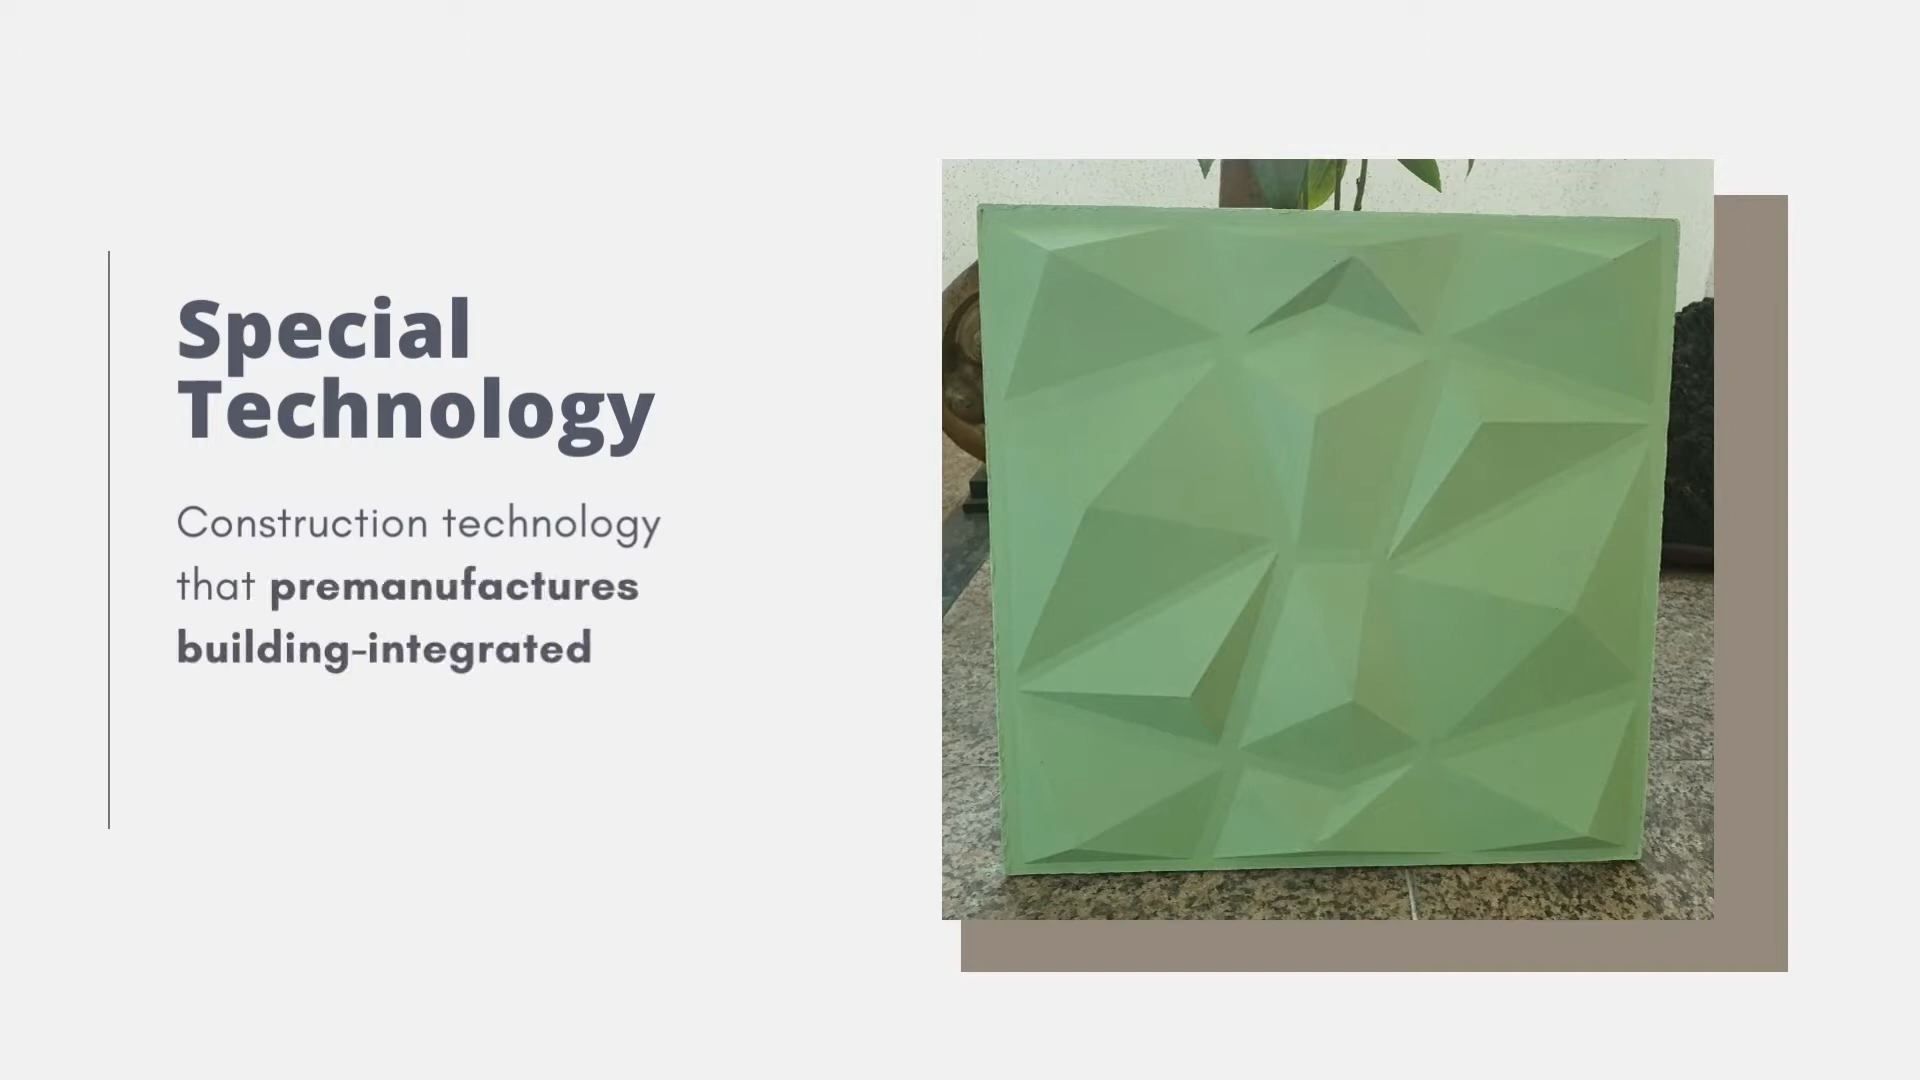 Special
Technology
Construction technology
that premanufactures
building-integrated